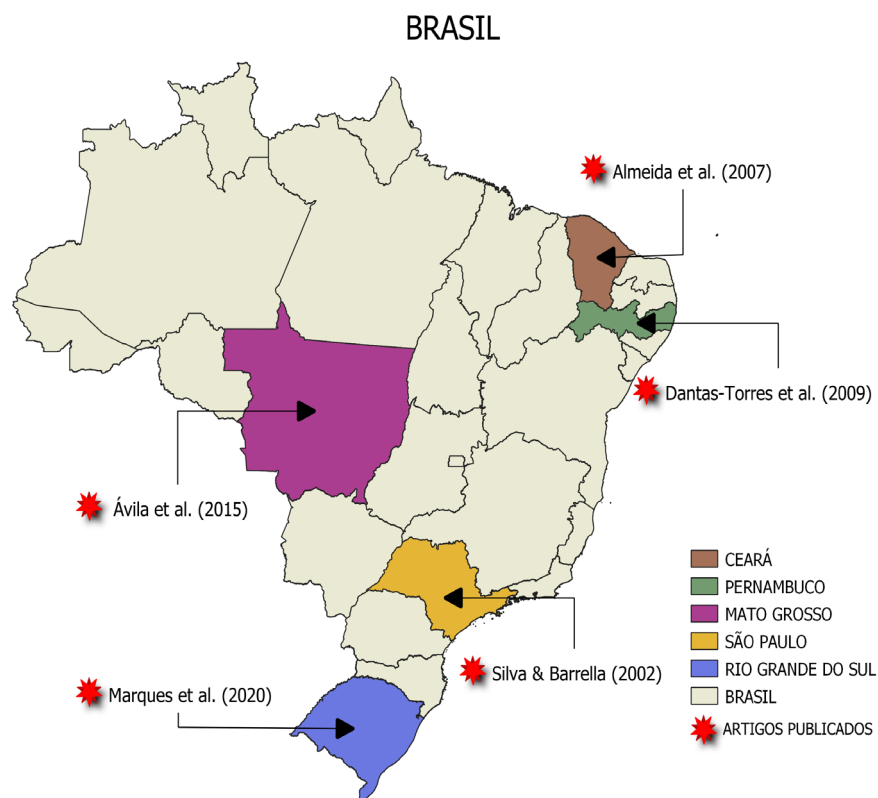 BRASIL
Almeida et al. (2007)
Dantas-Torres et al. (2009)
Ávila et al. (2015)
Silva & Barrella (2002)
Marques et al. (2020)
CEARÁ
PERNAMBUCO
MATO GROSSO
SÃO PAULO
RIO GRANDE DO SUL
BRASIL
ARTIGOS PUBLICADOS